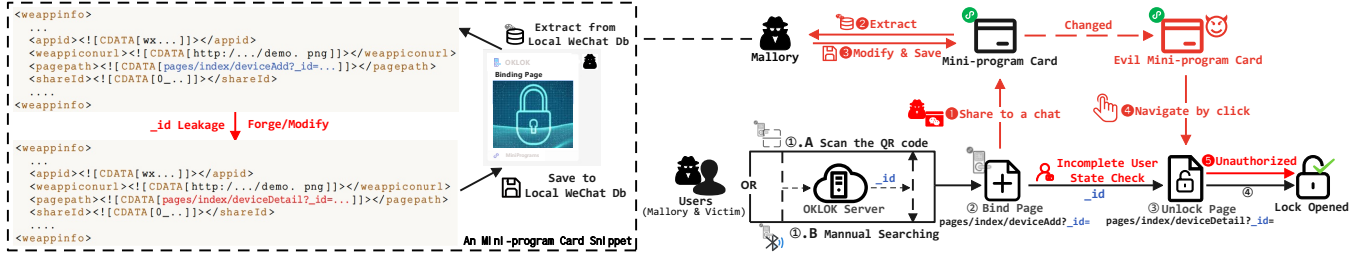 <weappinfo>
...
<appid><![CDATA[wx...]]></appid>
<weappiconurl><![CDATA[http:/.../demo. png]]></weappiconurl>
<pagepath><![CDATA[pages/index/deviceAdd?_id=...]]></pagepath>
<shareId><![CDATA[0_..]]></shareId>
....
<weappinfo>
_id Leakage
Forge/Modify
<weappinfo>
...
<appid><![CDATA[wx...]]></appid>
<weappiconurl><![CDATA[http:/.../demo. png]]></weappiconurl>
<pagepath><![CDATA[pages/index/deviceDetail?_id=...]]></pagepath>
<shareId><![CDATA[0_..]]></shareId>
....
<weappinfo>
Extract from
Local WeChat Db
OKLOK
Binding Page
MiniPrograms
Save to
Local WeChat Db
An Mini-program Card Snippet
Mallory
❷Extract
❸Modify & Save
Mini-program Card
Changed
Evil Mini-program Card
❶Share to a chat
❹Navigate by click
Users
(Mallory & Victim)
OR
①.A Scan the QR code
OKLOK Server
_id
①.B Mannual Searching
② Bind Page
pages/index/deviceAdd?_id=
Incomplete User
State Check
_id
③ Unlock Page
pages/index/deviceDetail?_id=
❺Unauthorized
④
Lock Opened